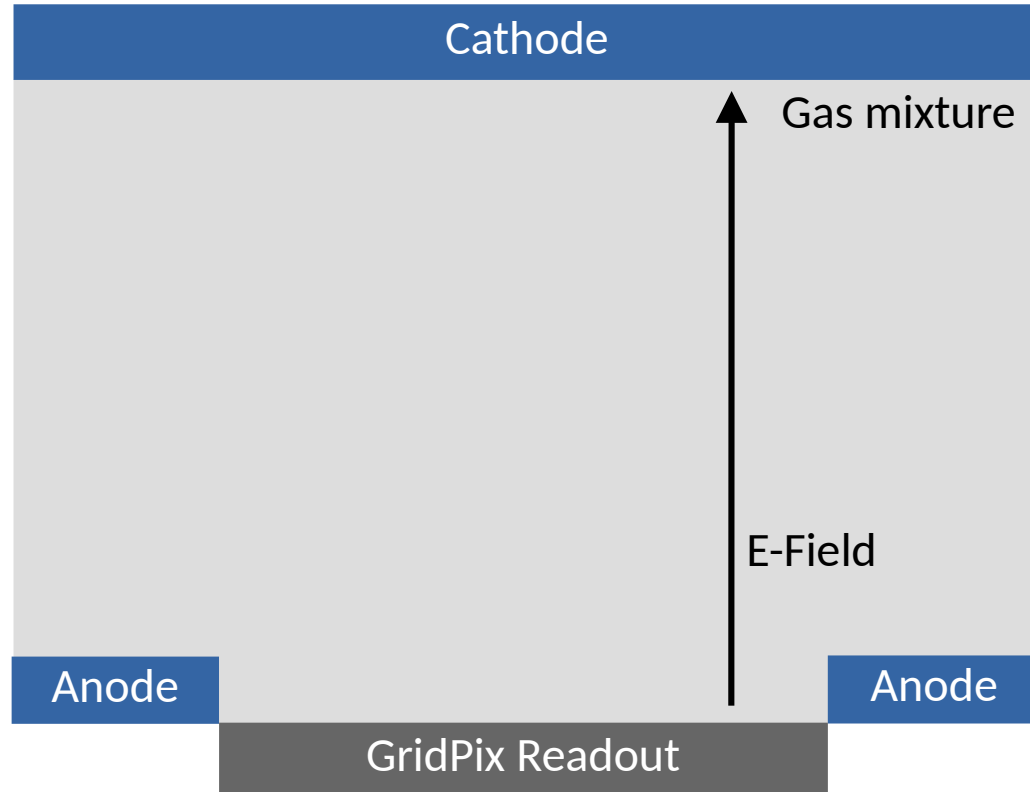 Cathode
Gas mixture
E-Field
Anode
Anode
GridPix Readout